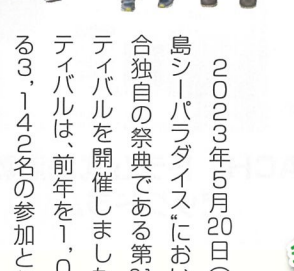 2023年5月20日(
島シーパラダイス“におい
合独自の祭典である第
ティバルを開催しまし
ティバルは、前年を1,0
る3,142名の参加と